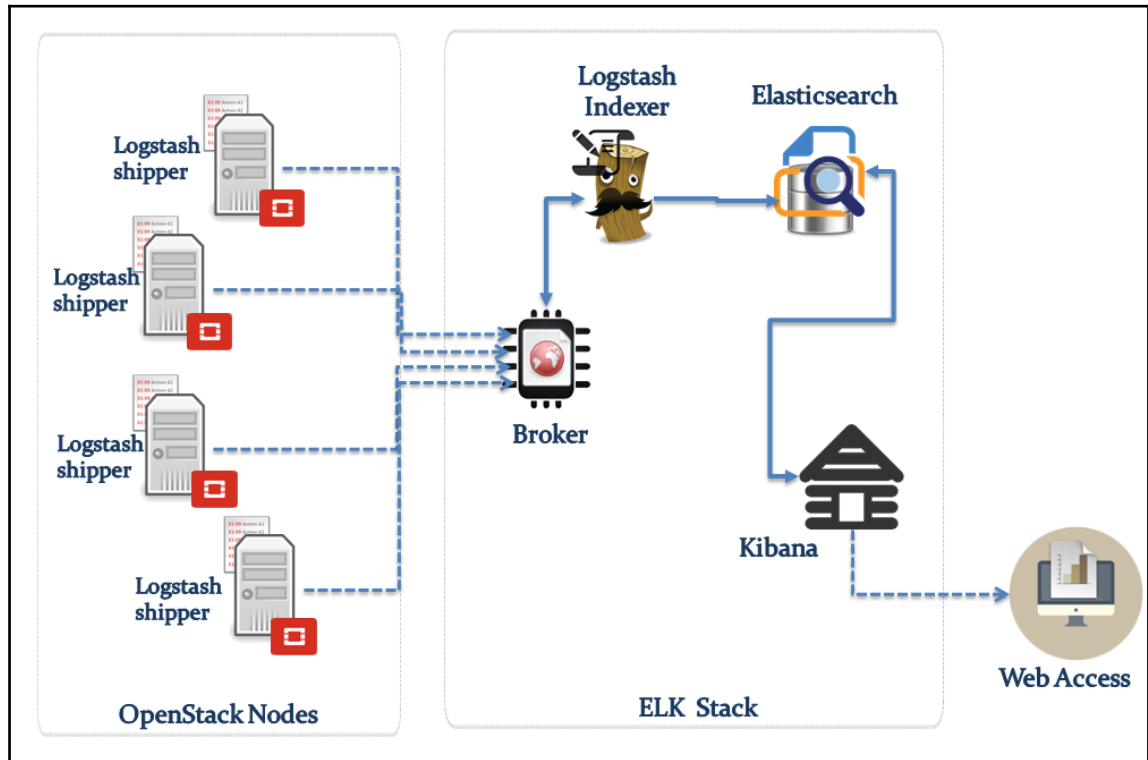 Logstash
shipper
Logstash
shipper
Logstash
shipper
Logstash
shipper
OpenStack Nodes
Logstash
Indexer
Elasticsearch
Broker
Kibana
ELK Stack
Web Access